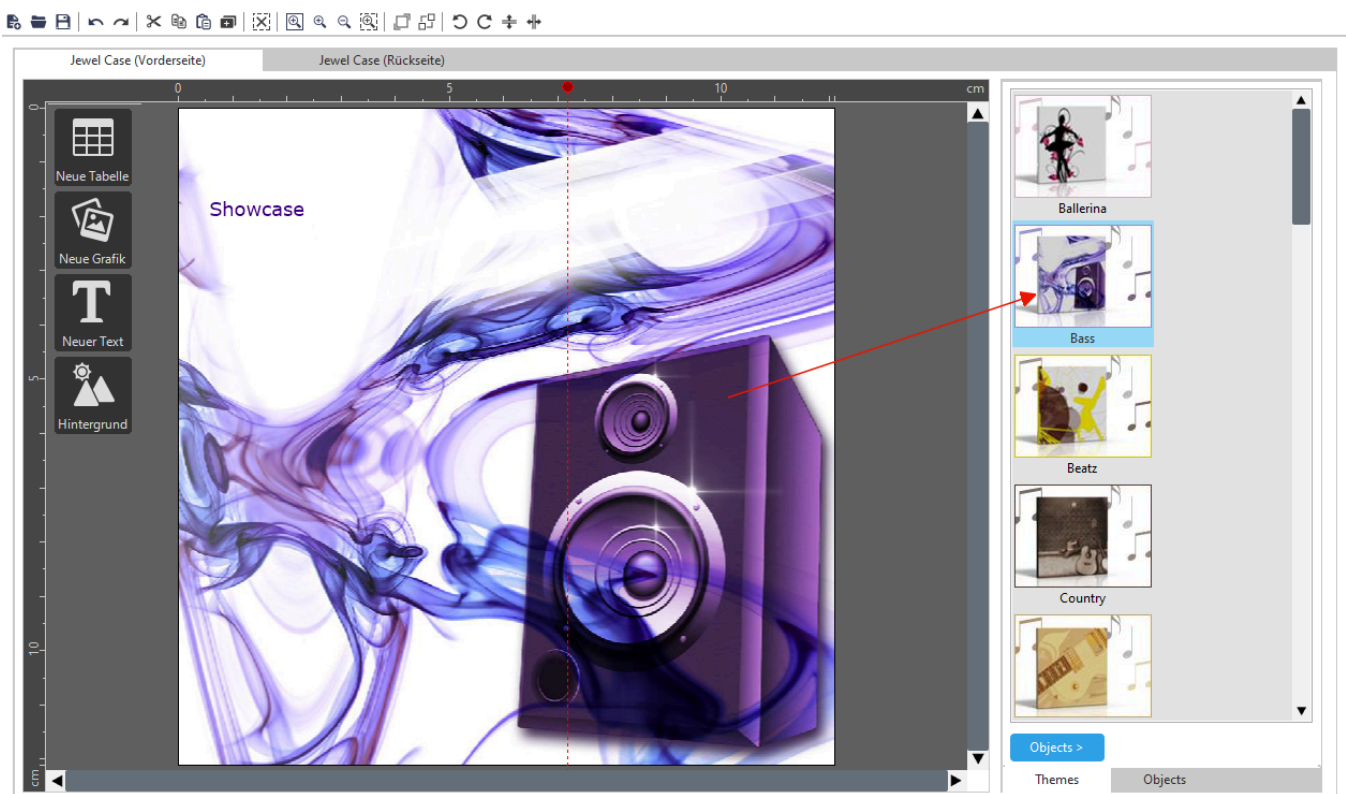 Jewel Case (Vorderseite)
Jewel Case (Rückseite)
0
5
10
cm
0
5
10
cm
Neue Tabelle
Neue Grafik
T
Neuer Text
Hintergrund
Showcase
Ballerina
Bass
Beatz
Country
Objects >
Themes
Objects